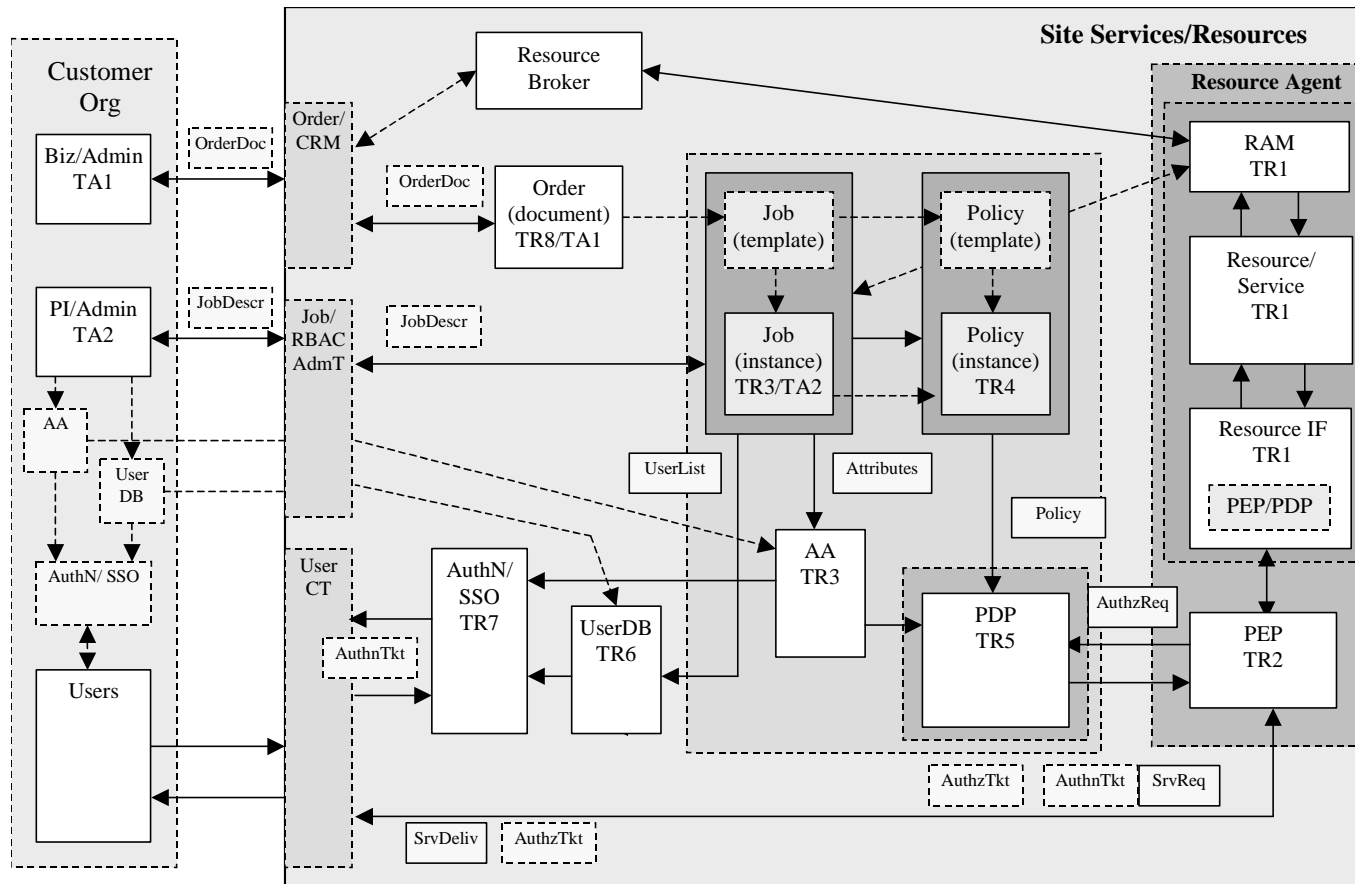 Site Services/Resources
Customer
Org
Resource
Broker
Resource Agent
Order/
CRM
Biz/Admin
TA1
OrderDoc
RAM
TR1
OrderDoc
Order
(document)
TR8/TA1
Job
(template)
Policy
(template)
Resource/
Service
TR1
PI/Admin
TA2
JobDescr
Job/
RBAC
AdmT
JobDescr
Job
(instance)
TR3/TA2
Policy
(instance)
TR4
AA
User
DB
Resource IF
TR1
PEP/PDP
UserList
Attributes
Policy
AuthN/ SSO
User
CT
AuthN/
SSO
TR7
AA
TR3
UserDB
TR6
PDP
TR5
AuthzReq
PEP
TR2
AuthnTkt
Users
AuthzTkt
AuthnTkt
SrvReq
SrvDeliv
AuthzTkt